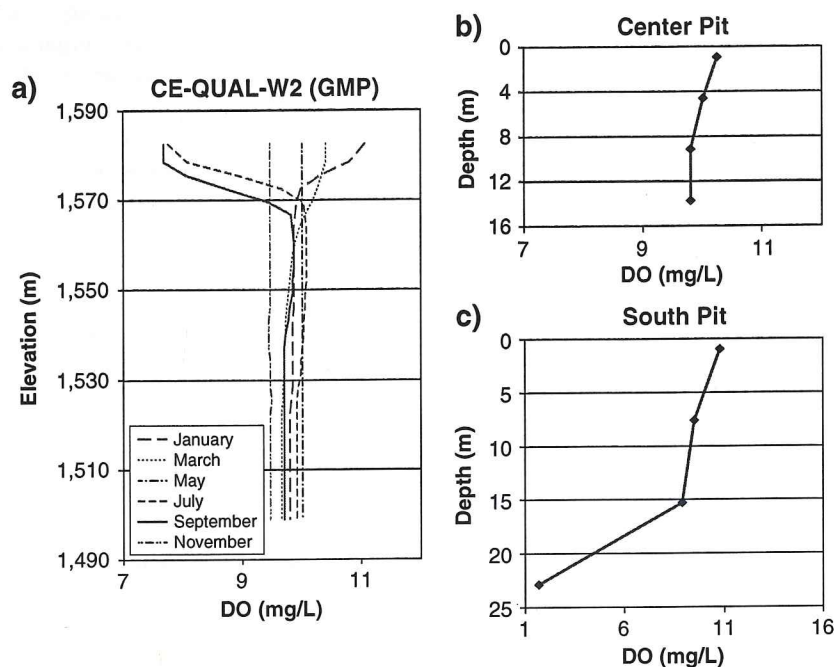 a)
CE-QUAL-W2 (GMP)
1,590
1,570
1,550
1,530
1,510
1,490
Elevation (m)
January
March
May
July
September
November
7
9
11
DO (mg/L)
b)
Center Pit
0
4
8
12
16
Depth (m)
7
9
11
DO (mg/L)
c)
South Pit
0
5
10
15
20
25
Depth (m)
1
6
11
16
DO (mg/L)